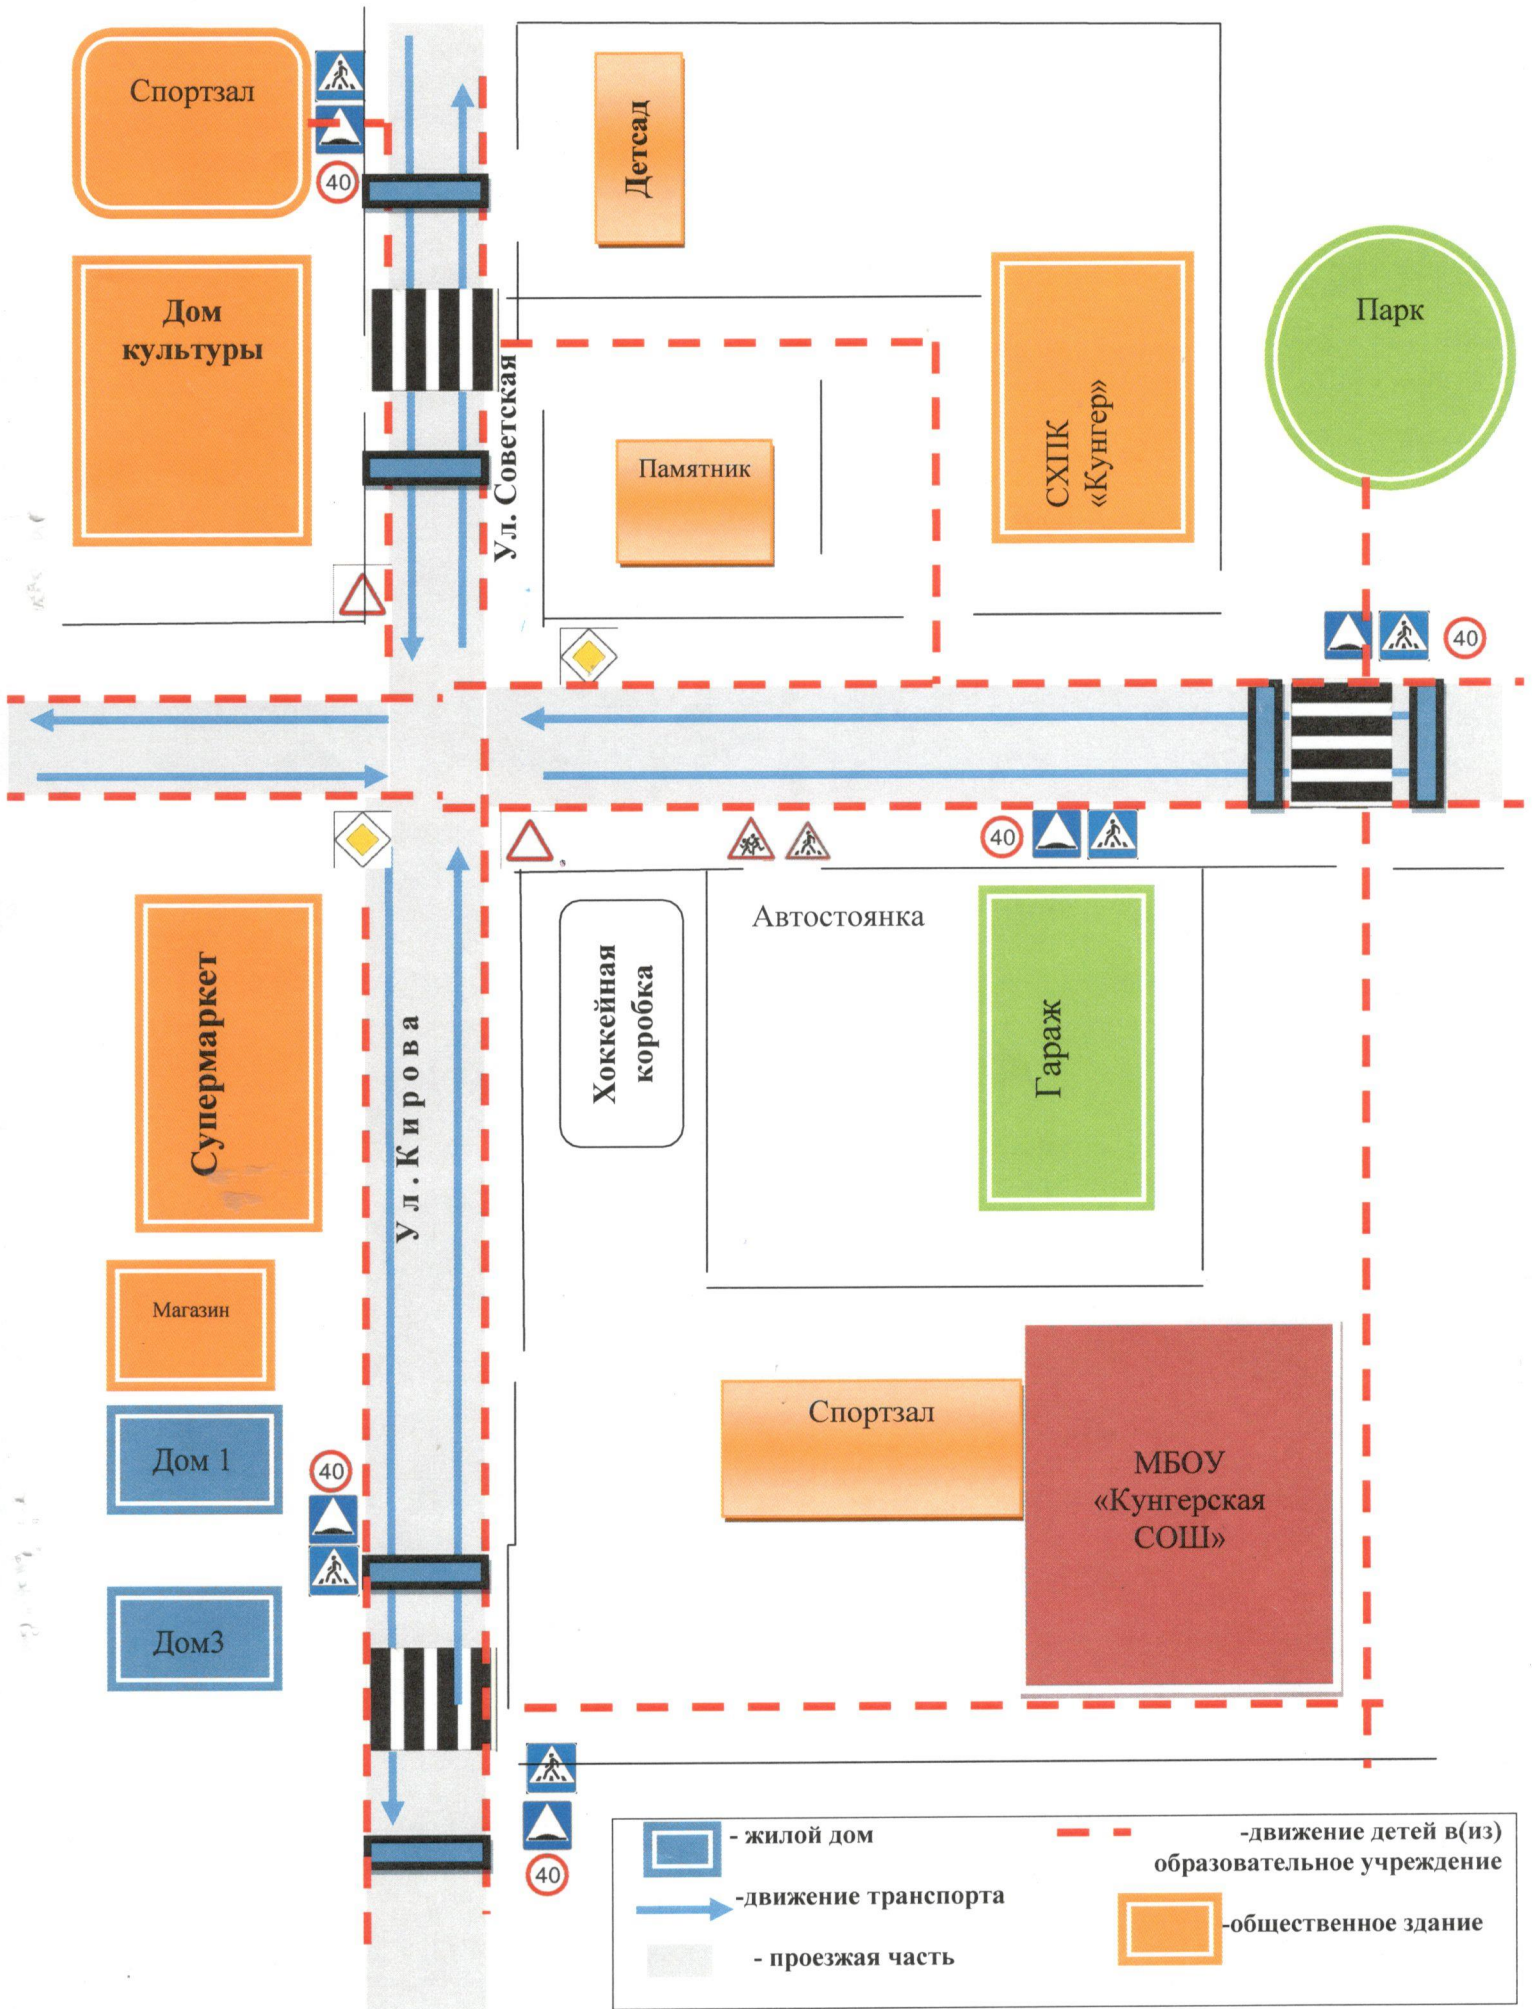 Спортзал
40
Детсад
Дом
культуры
Парк
СХПК
«Кунгер»
Ул. Советская
Памятник
40
40
Автостоянка
Хоккейная
коробка
Гараж
Супермаркет
Ул.Кирова
Магазин
Спортзал
Дом 1
40
МБОУ
«Кунгерская
СОШ»
Дом3
40
- жилой дом
-движение детей в(из)
образовательное учреждение
-движение транспорта
-общественное здание
- проезжая часть